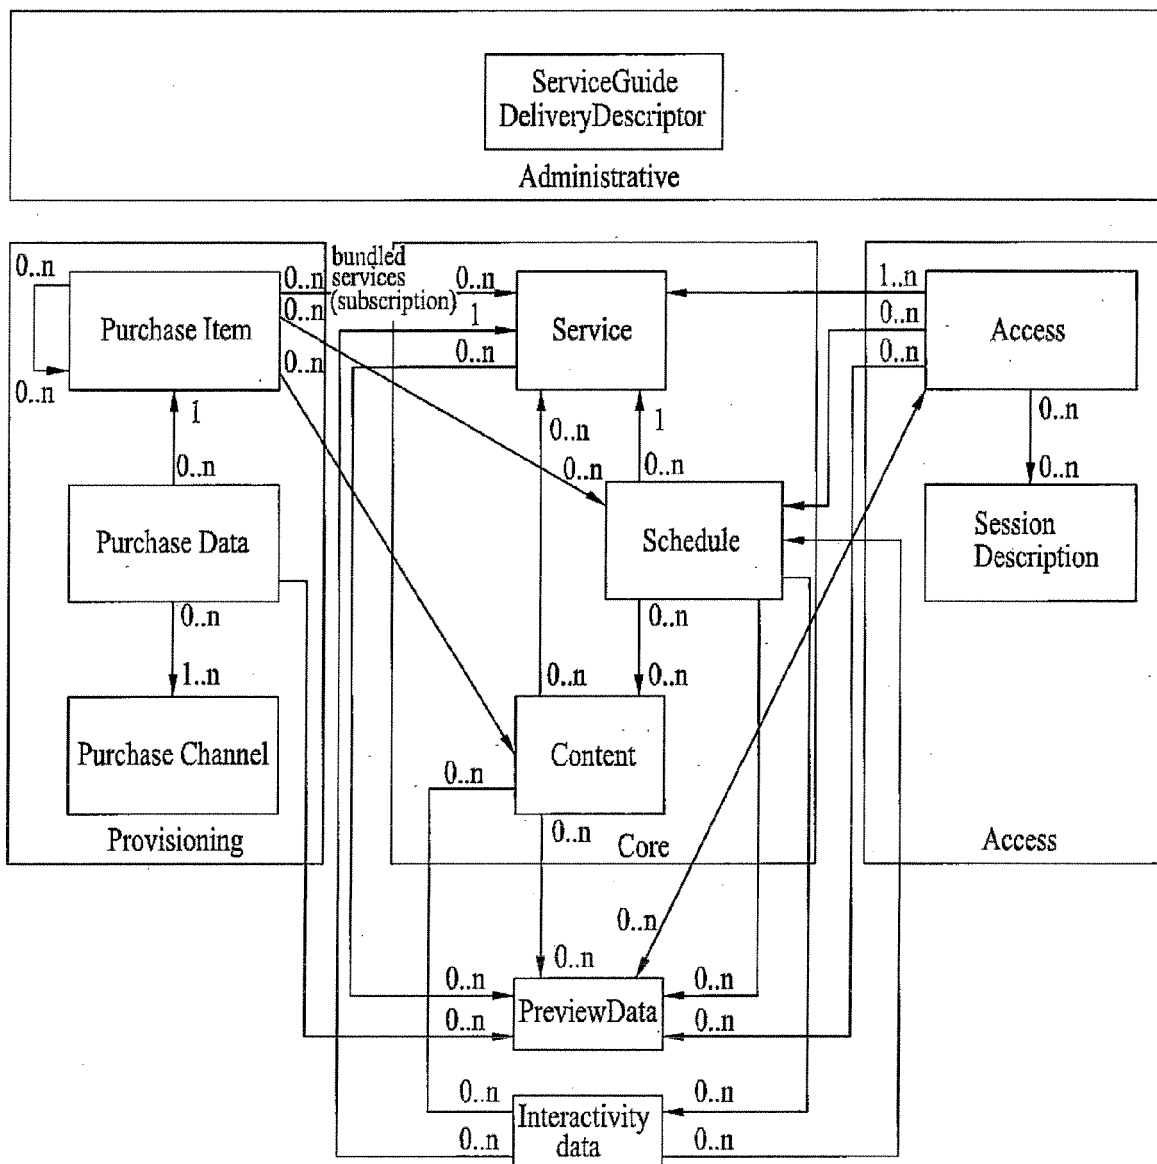 ServiceGuide
DeliveryDescriptor
Administrative
0..n
0..n
bundled
services
(subscription)
0..n
1..n
Purchase Item
0..n
1
Service
0..n
Access
0..n
0..n
0..n
0..n
0..n
1
0..n
1
0..n
0..n
0..n
0..n
0..n
0..n
Purchase Data
Schedule
Session
Description
0..n
0..n
1..n
0..n
0..n
Purchase Channel
Content
0..n
0..n
Provisioning
Core
Access
0..n
0..n
0..n
0..n
PreviewData
0..n
0..n
0..n
0..n
Interactivity
data
0..n
0..n